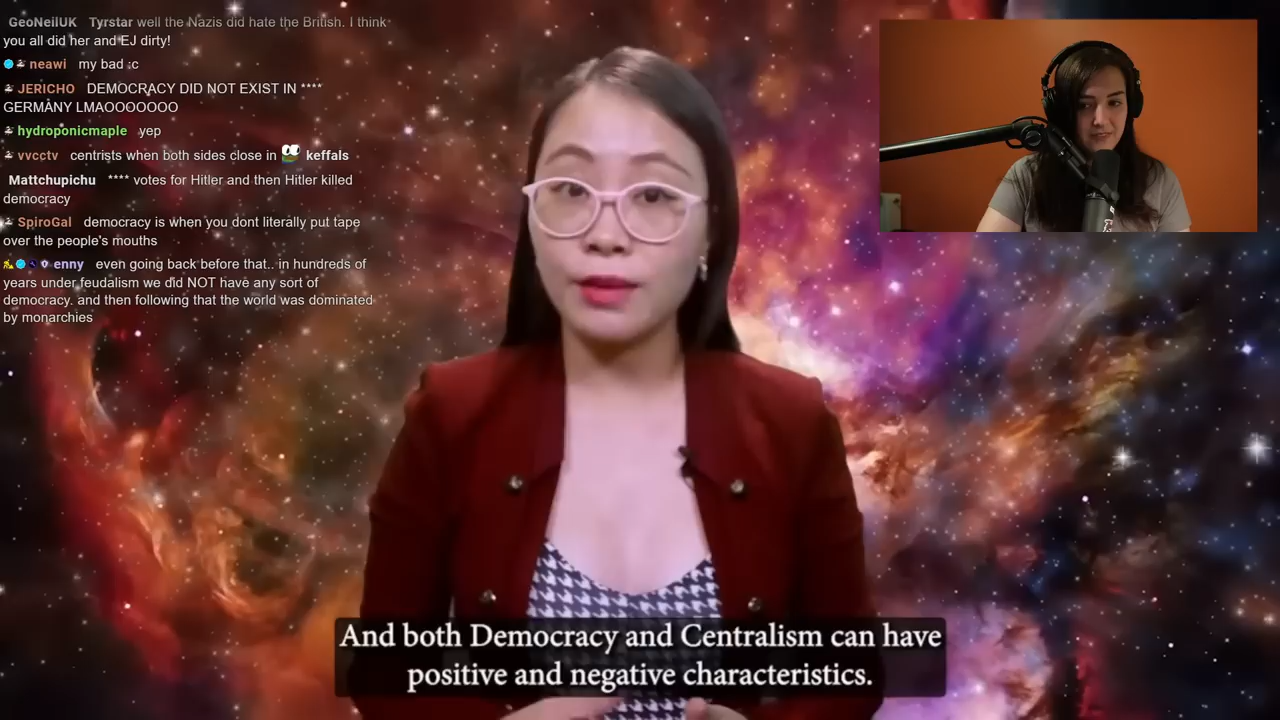 GeoNeilUK Tyrstar well the Nazis did hate the British. I think
you all did her and EJ dirty!
neawi my bad :c
JERICHO DEMOCRACY DID NOT EXIST IN ****
GERMANY LMAOOOOOOO
hydroponicmaple yep
vvcctv centrists when both sides close in keffals
Mattchupichu **** votes for Hitler and then Hitler killed
democracy
SpiroGal democracy is when you dont literally put tape
over the people's mouths
enny even going back before that.. in hundreds of
years under feudalism we did NOT have any sort of
democracy. and then following that the world was dominated
by monarchies
And both Democracy and Centralism can have
positive and negative characteristics.